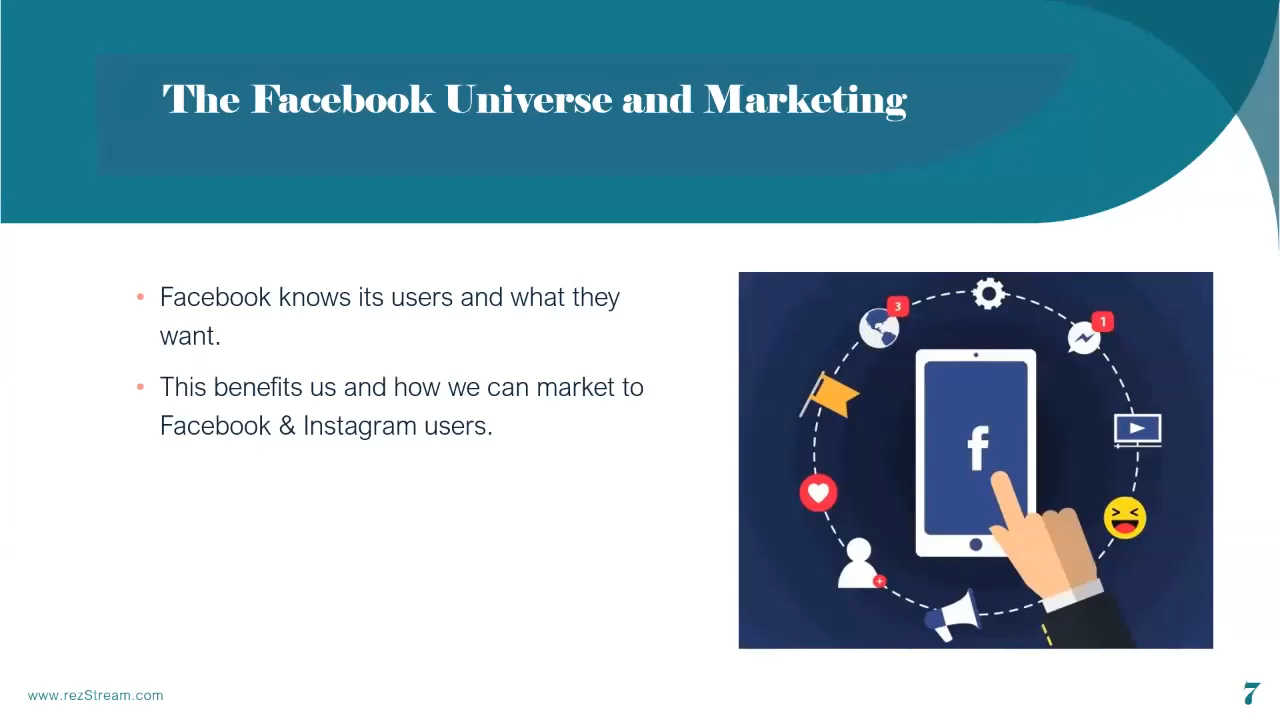 The Facebook Universe and Marketing
• Facebook knows its users and what they
want.
• This benefits us and how we can market to
Facebook & Instagram users.
3
1
f
www.rezStream.com
7